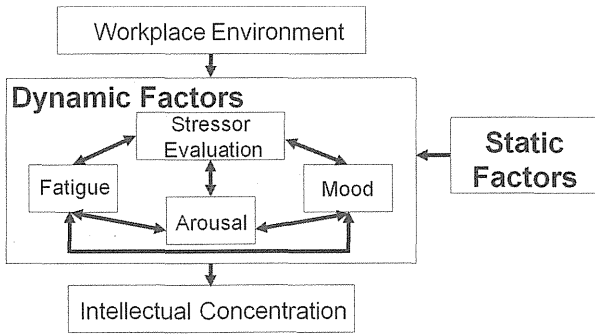 Workplace Environment
Dynamic Factors
Stressor
Evaluation
Static
Factors
Fatigue
Mood
Arousal
Intellectual Concentration